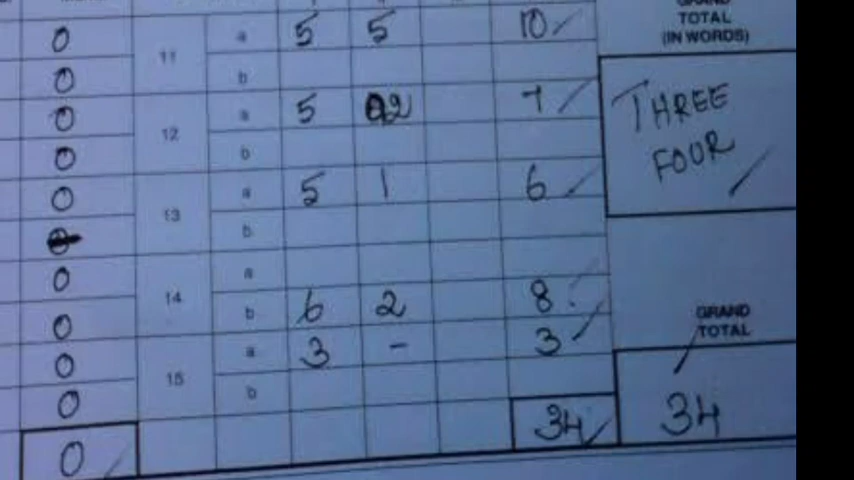 GRAND
TOTAL
(IN WORDS)
0 11 a 5 5 10
0 b
0 12 a 5 2 7
0 b
0 13 a 5 1 6
0 b
0 14 a
0 b 6 2 8
0 15 a 3 - 3
0 b
0 34
THREE
FOUR
GRAND
TOTAL
34